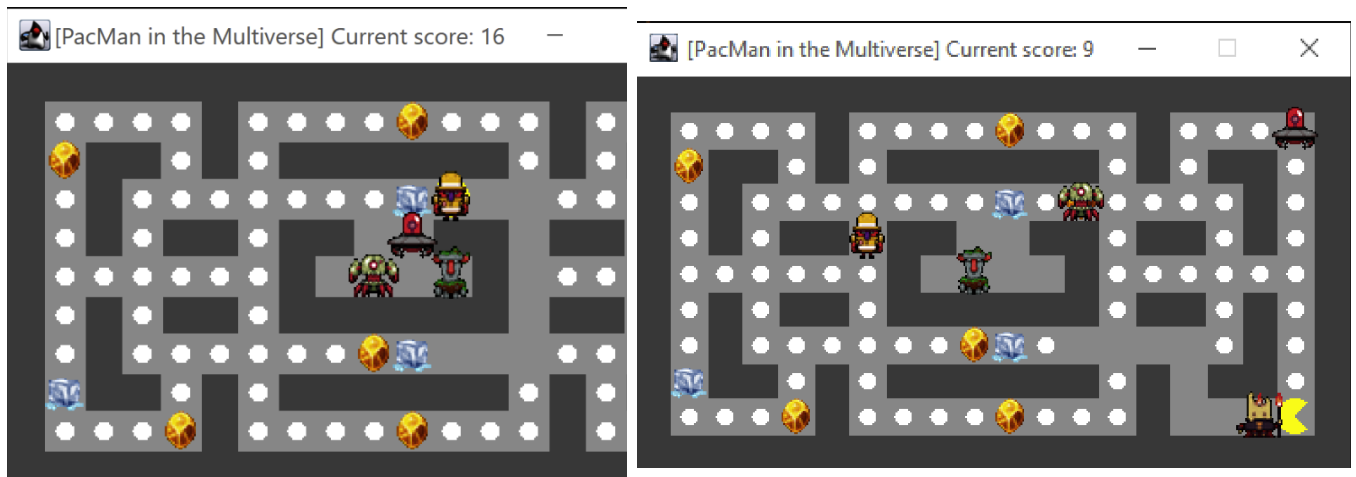 [PacMan in the Multiverse] Current score: 16
[PacMan in the Multiverse] Current score: 9